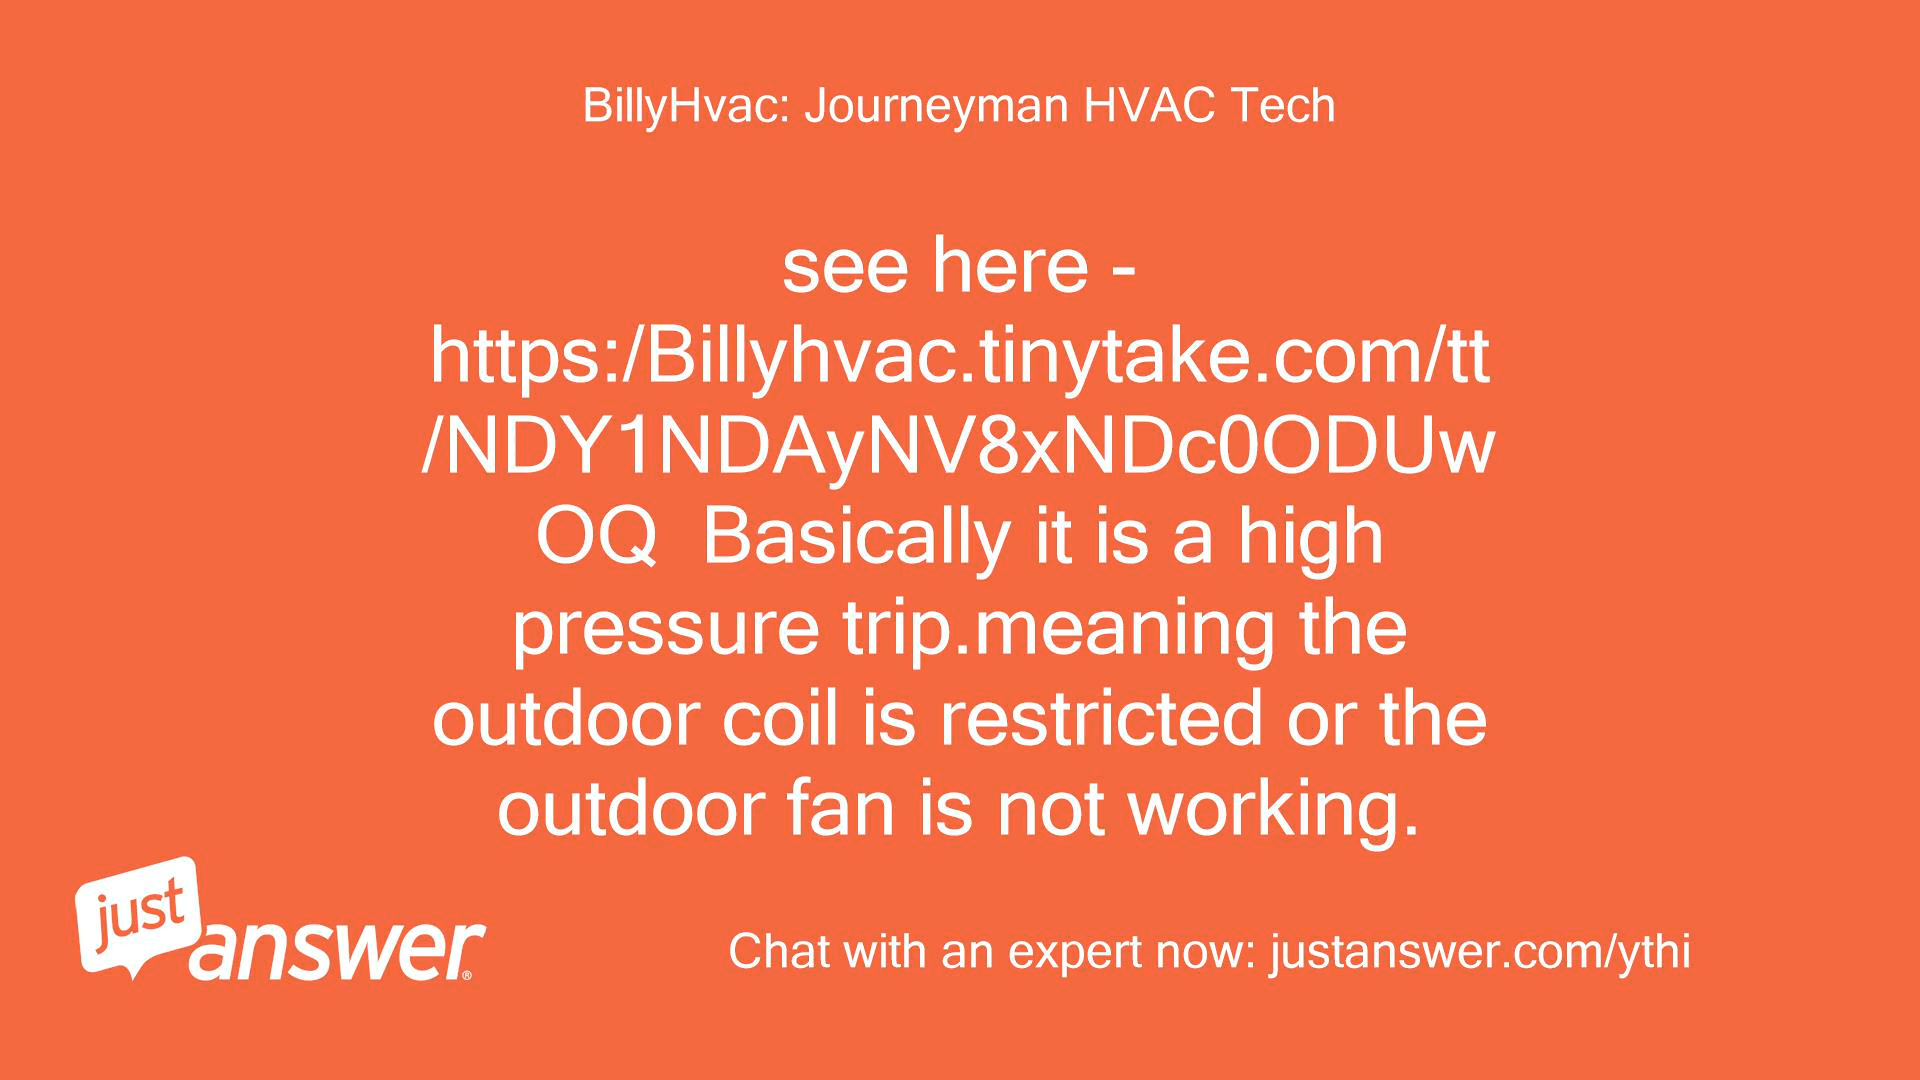 BillyHvac: Journeyman HVAC Tech
see here -
https:/Billyhvac.tinytake.com/tt
/NDY1NDAyNV8xNDc0ODUw
OQ  Basically it is a high
pressure trip.meaning the
outdoor coil is restricted or the
outdoor fan is not working.
just
answer®
Chat with an expert now: justanswer.com/ythi